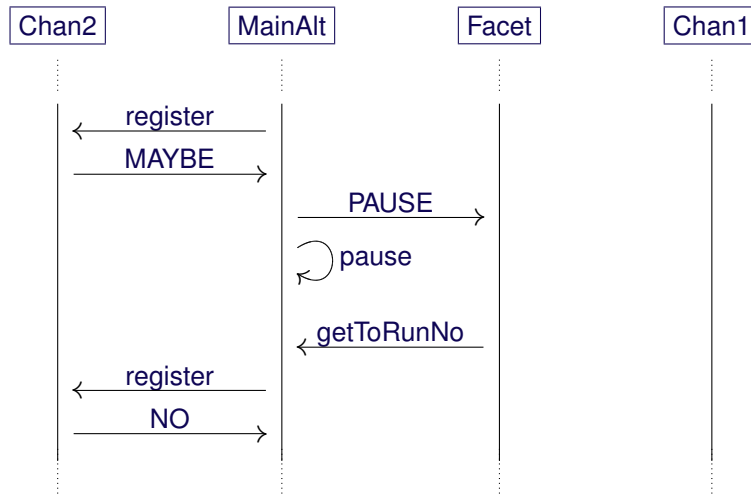 Chan2
MainAlt
Facet
Chan1
register
MAYBE
PAUSE
pause
getToRunNo
register
NO